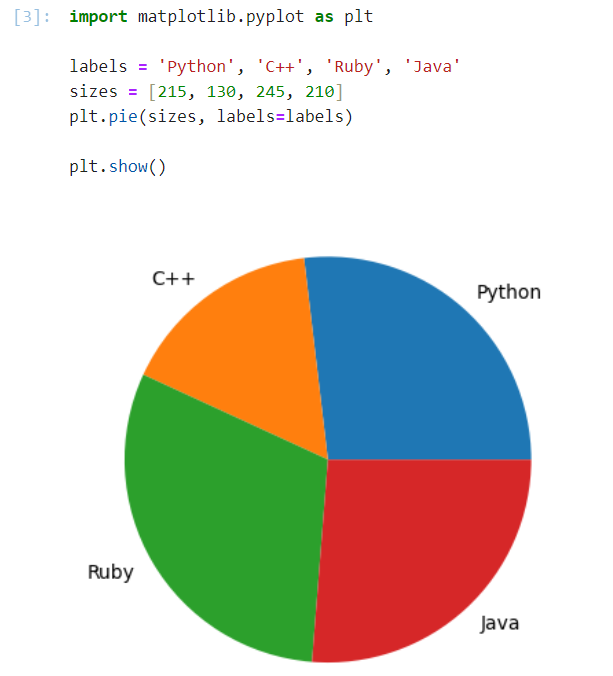 [3]: import matplotlib.pyplot as plt
labels = 'Python', 'C++', 'Ruby', 'Java'
sizes = [215, 130, 245, 210]
plt.pie(sizes, labels=labels)
plt.show()
C++
Python
Ruby
Java